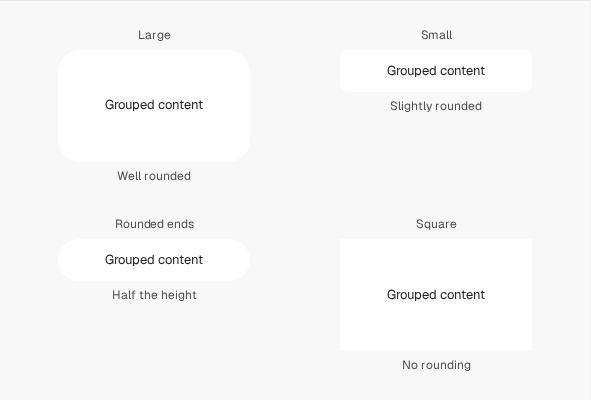 Large
Grouped content
Well rounded
Small
Grouped content
Slightly rounded
Rounded ends
Grouped content
Half the height
Square
Grouped content
No rounding